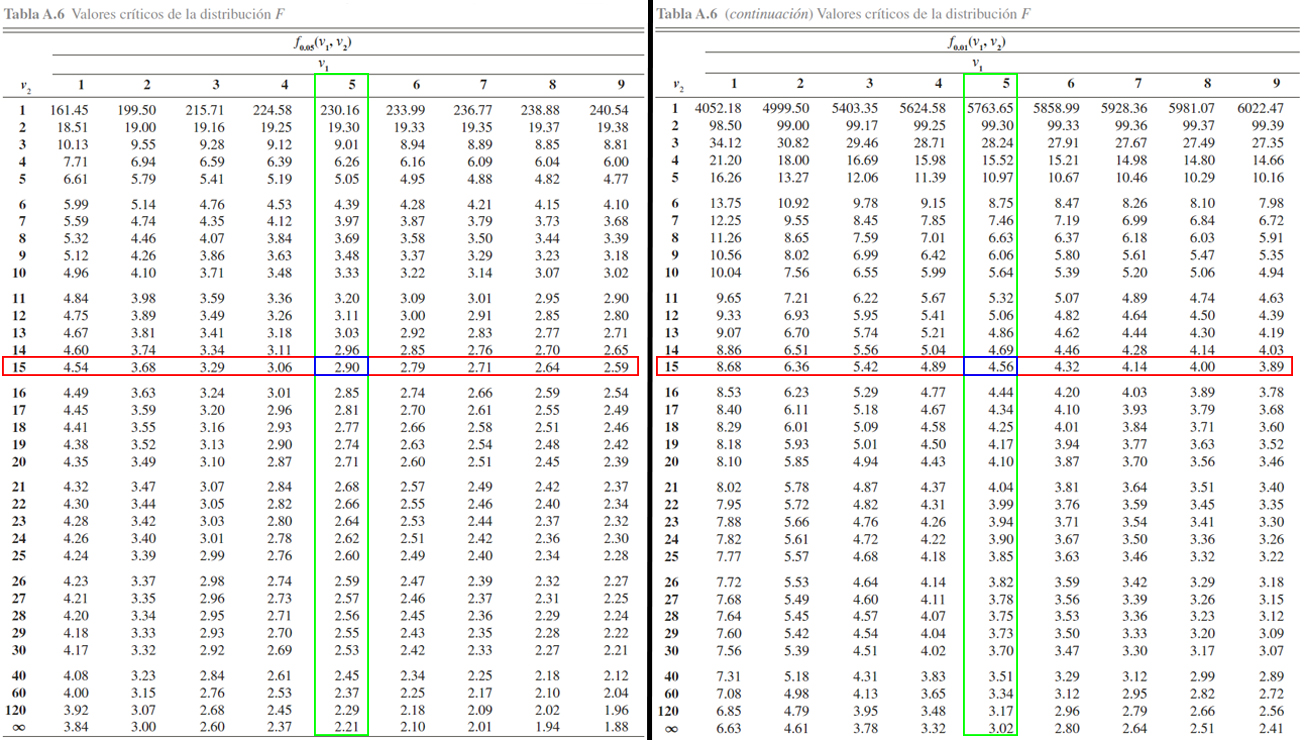 Tabla A.6 Valores críticos de la distribución F
f0.05(v1, v2)
v1
v2 1 2 3 4 5 6 7 8 9
1 161.45 199.50 215.71 224.58 230.16 233.99 236.77 238.88 240.54
2 18.51 19.00 19.16 19.25 19.30 19.33 19.35 19.37 19.38
3 10.13 9.55 9.28 9.12 9.01 8.94 8.89 8.85 8.81
4 7.71 6.94 6.59 6.39 6.26 6.16 6.09 6.04 6.00
5 6.61 5.79 5.41 5.19 5.05 4.95 4.88 4.82 4.77
6 5.99 5.14 4.76 4.53 4.39 4.28 4.21 4.15 4.10
7 5.59 4.74 4.35 4.12 3.97 3.87 3.79 3.73 3.68
8 5.32 4.46 4.07 3.84 3.69 3.58 3.50 3.44 3.39
9 5.12 4.26 3.86 3.63 3.48 3.37 3.29 3.23 3.18
10 4.96 4.10 3.71 3.48 3.33 3.22 3.14 3.07 3.02
11 4.84 3.98 3.59 3.36 3.20 3.09 3.01 2.95 2.90
12 4.75 3.89 3.49 3.26 3.11 3.00 2.91 2.85 2.80
13 4.67 3.81 3.41 3.18 3.03 2.92 2.83 2.77 2.71
14 4.60 3.74 3.34 3.11 2.96 2.85 2.76 2.70 2.65
15 4.54 3.68 3.29 3.06 2.90 2.79 2.71 2.64 2.59
16 4.49 3.63 3.24 3.01 2.85 2.74 2.66 2.59 2.54
17 4.45 3.59 3.20 2.96 2.81 2.70 2.61 2.55 2.49
18 4.41 3.55 3.16 2.93 2.77 2.66 2.58 2.51 2.46
19 4.38 3.52 3.13 2.90 2.74 2.63 2.54 2.48 2.42
20 4.35 3.49 3.10 2.87 2.71 2.60 2.51 2.45 2.39
21 4.32 3.47 3.07 2.84 2.68 2.57 2.49 2.42 2.37
22 4.30 3.44 3.05 2.82 2.66 2.55 2.46 2.40 2.34
23 4.28 3.42 3.03 2.80 2.64 2.53 2.44 2.37 2.32
24 4.26 3.40 3.01 2.78 2.62 2.51 2.42 2.36 2.30
25 4.24 3.39 2.99 2.76 2.60 2.49 2.40 2.34 2.28
26 4.23 3.37 2.98 2.74 2.59 2.47 2.39 2.32 2.27
27 4.21 3.35 2.96 2.73 2.57 2.46 2.37 2.31 2.25
28 4.20 3.34 2.95 2.71 2.56 2.45 2.36 2.29 2.24
29 4.18 3.33 2.93 2.70 2.55 2.43 2.35 2.28 2.22
30 4.17 3.32 2.92 2.69 2.53 2.42 2.33 2.27 2.21
40 4.08 3.23 2.84 2.61 2.45 2.34 2.25 2.18 2.12
60 4.00 3.15 2.76 2.53 2.37 2.25 2.17 2.10 2.04
120 3.92 3.07 2.68 2.45 2.29 2.18 2.09 2.02 1.96
∞ 3.84 3.00 2.60 2.37 2.21 2.10 2.01 1.94 1.88
Tabla A.6 (continuación) Valores críticos de la distribución F
f0.01(v1, v2)
v1
v2 1 2 3 4 5 6 7 8 9
1 4052.18 4999.50 5403.35 5624.58 5763.65 5858.99 5928.36 5981.07 6022.47
2 98.50 99.00 99.17 99.25 99.30 99.33 99.36 99.37 99.39
3 34.12 30.82 29.46 28.71 28.24 27.91 27.67 27.49 27.35
4 21.20 18.00 16.69 15.98 15.52 15.21 14.98 14.80 14.66
5 16.26 13.27 12.06 11.39 10.97 10.67 10.46 10.29 10.16
6 13.75 10.92 9.78 9.15 8.75 8.47 8.26 8.10 7.98
7 12.25 9.55 8.45 7.85 7.46 7.19 6.99 6.84 6.72
8 11.26 8.65 7.59 7.01 6.63 6.37 6.18 6.03 5.91
9 10.56 8.02 6.99 6.42 6.06 5.80 5.61 5.47 5.35
10 10.04 7.56 6.55 5.99 5.64 5.39 5.20 5.06 4.94
11 9.65 7.21 6.22 5.67 5.32 5.07 4.89 4.74 4.63
12 9.33 6.93 5.95 5.41 5.06 4.82 4.64 4.50 4.39
13 9.07 6.70 5.74 5.21 4.86 4.62 4.44 4.30 4.19
14 8.86 6.51 5.56 5.04 4.69 4.46 4.28 4.14 4.03
15 8.68 6.36 5.42 4.89 4.56 4.32 4.14 4.00 3.89
16 8.53 6.23 5.29 4.77 4.44 4.20 4.03 3.89 3.78
17 8.40 6.11 5.18 4.67 4.34 4.10 3.93 3.79 3.68
18 8.29 6.01 5.09 4.58 4.25 4.01 3.84 3.71 3.60
19 8.18 5.93 5.01 4.50 4.17 3.94 3.77 3.63 3.52
20 8.10 5.85 4.94 4.43 4.10 3.87 3.70 3.56 3.46
21 8.02 5.78 4.87 4.37 4.04 3.81 3.64 3.51 3.40
22 7.95 5.72 4.82 4.31 3.99 3.76 3.59 3.45 3.35
23 7.88 5.66 4.76 4.26 3.94 3.71 3.54 3.41 3.30
24 7.82 5.61 4.72 4.22 3.90 3.67 3.50 3.36 3.26
25 7.77 5.57 4.68 4.18 3.85 3.63 3.46 3.32 3.22
26 7.72 5.53 4.64 4.14 3.82 3.59 3.42 3.29 3.18
27 7.68 5.49 4.60 4.11 3.78 3.56 3.39 3.26 3.15
28 7.64 5.45 4.57 4.07 3.75 3.53 3.36 3.23 3.12
29 7.60 5.42 4.54 4.04 3.73 3.50 3.33 3.20 3.09
30 7.56 5.39 4.51 4.02 3.70 3.47 3.30 3.17 3.07
40 7.31 5.18 4.31 3.83 3.51 3.29 3.12 2.99 2.89
60 7.08 4.98 4.13 3.65 3.34 3.12 2.95 2.82 2.72
120 6.85 4.79 3.95 3.48 3.17 2.96 2.79 2.66 2.56
∞ 6.63 4.61 3.78 3.32 3.02 2.80 2.64 2.51 2.41